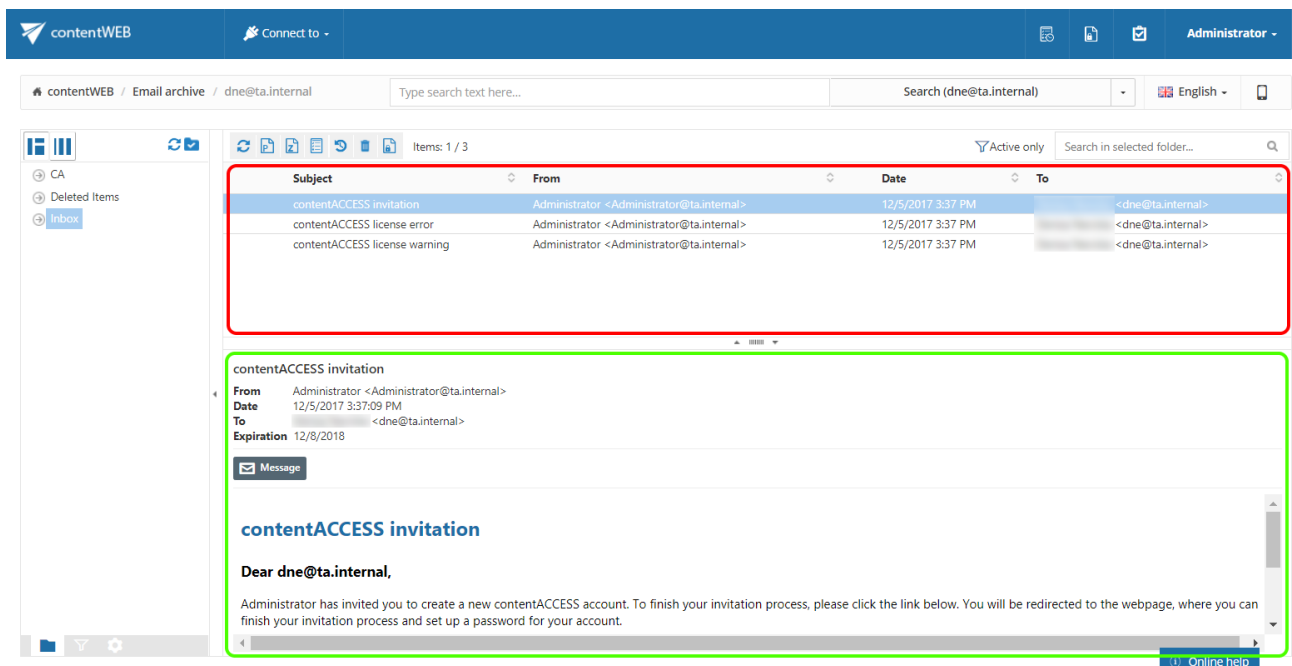 contentWEB Connect to Administrator
contentWEB / Email archive / dne@ta.internal Type search text here... Search (dne@ta.internal) English
Items: 1 / 3 Active only Search in selected folder...
CA
Deleted Items
Inbox
Subject From Date To
contentACCESS invitation Administrator <Administrator@ta.internal> 12/5/2017 3:37 PM <dne@ta.internal>
contentACCESS license error Administrator <Administrator@ta.internal> 12/5/2017 3:37 PM <dne@ta.internal>
contentACCESS license warning Administrator <Administrator@ta.internal> 12/5/2017 3:37 PM <dne@ta.internal>
contentACCESS invitation
From Administrator <Administrator@ta.internal>
Date 12/5/2017 3:37:09 PM
To <dne@ta.internal>
Expiration 12/8/2018
Message
contentACCESS invitation
Dear dne@ta.internal,
Administrator has invited you to create a new contentACCESS account. To finish your invitation process, please click the link below. You will be redirected to the webpage, where you can
finish your invitation process and set up a password for your account.
Online help